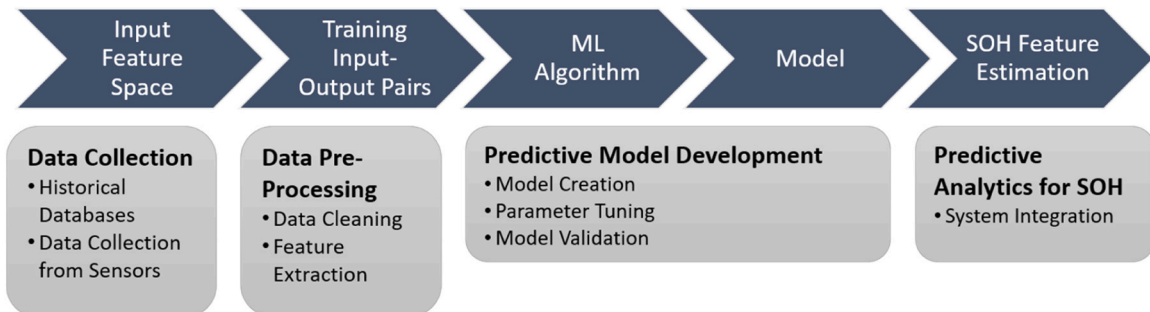 Input
Feature
Space
Training
Input-
Output Pairs
ML
Algorithm
Model
SOH Feature
Estimation
Data Collection
• Historical
Databases
• Data Collection
from Sensors
Data Pre-
Processing
• Data Cleaning
• Feature
Extraction
Predictive Model Development
• Model Creation
• Parameter Tuning
• Model Validation
Predictive
Analytics for SOH
• System Integration